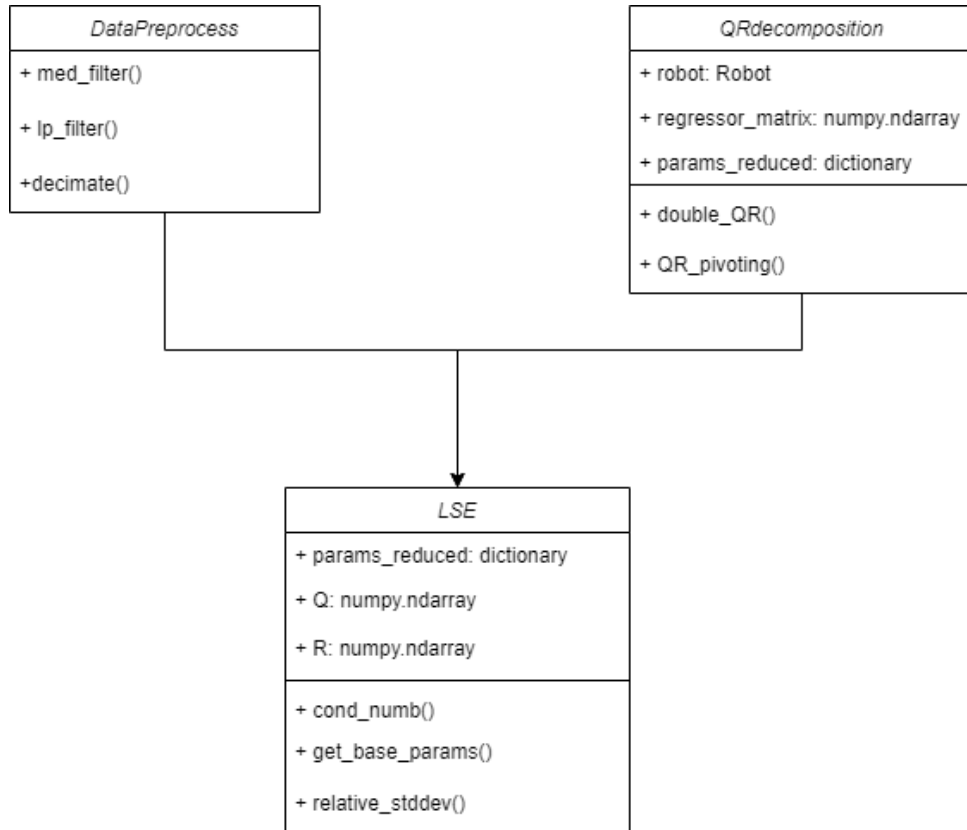 DataPreprocess
+ med_filter()
+ lp_filter()
+decimate()
QRdecomposition
+ robot: Robot
+ regressor_matrix: numpy.ndarray
+ params_reduced: dictionary
+ double_QR()
+ QR_pivoting()
LSE
+ params_reduced: dictionary
+ Q: numpy.ndarray
+ R: numpy.ndarray
+ cond_numb()
+ get_base_params()
+ relative_stddev()